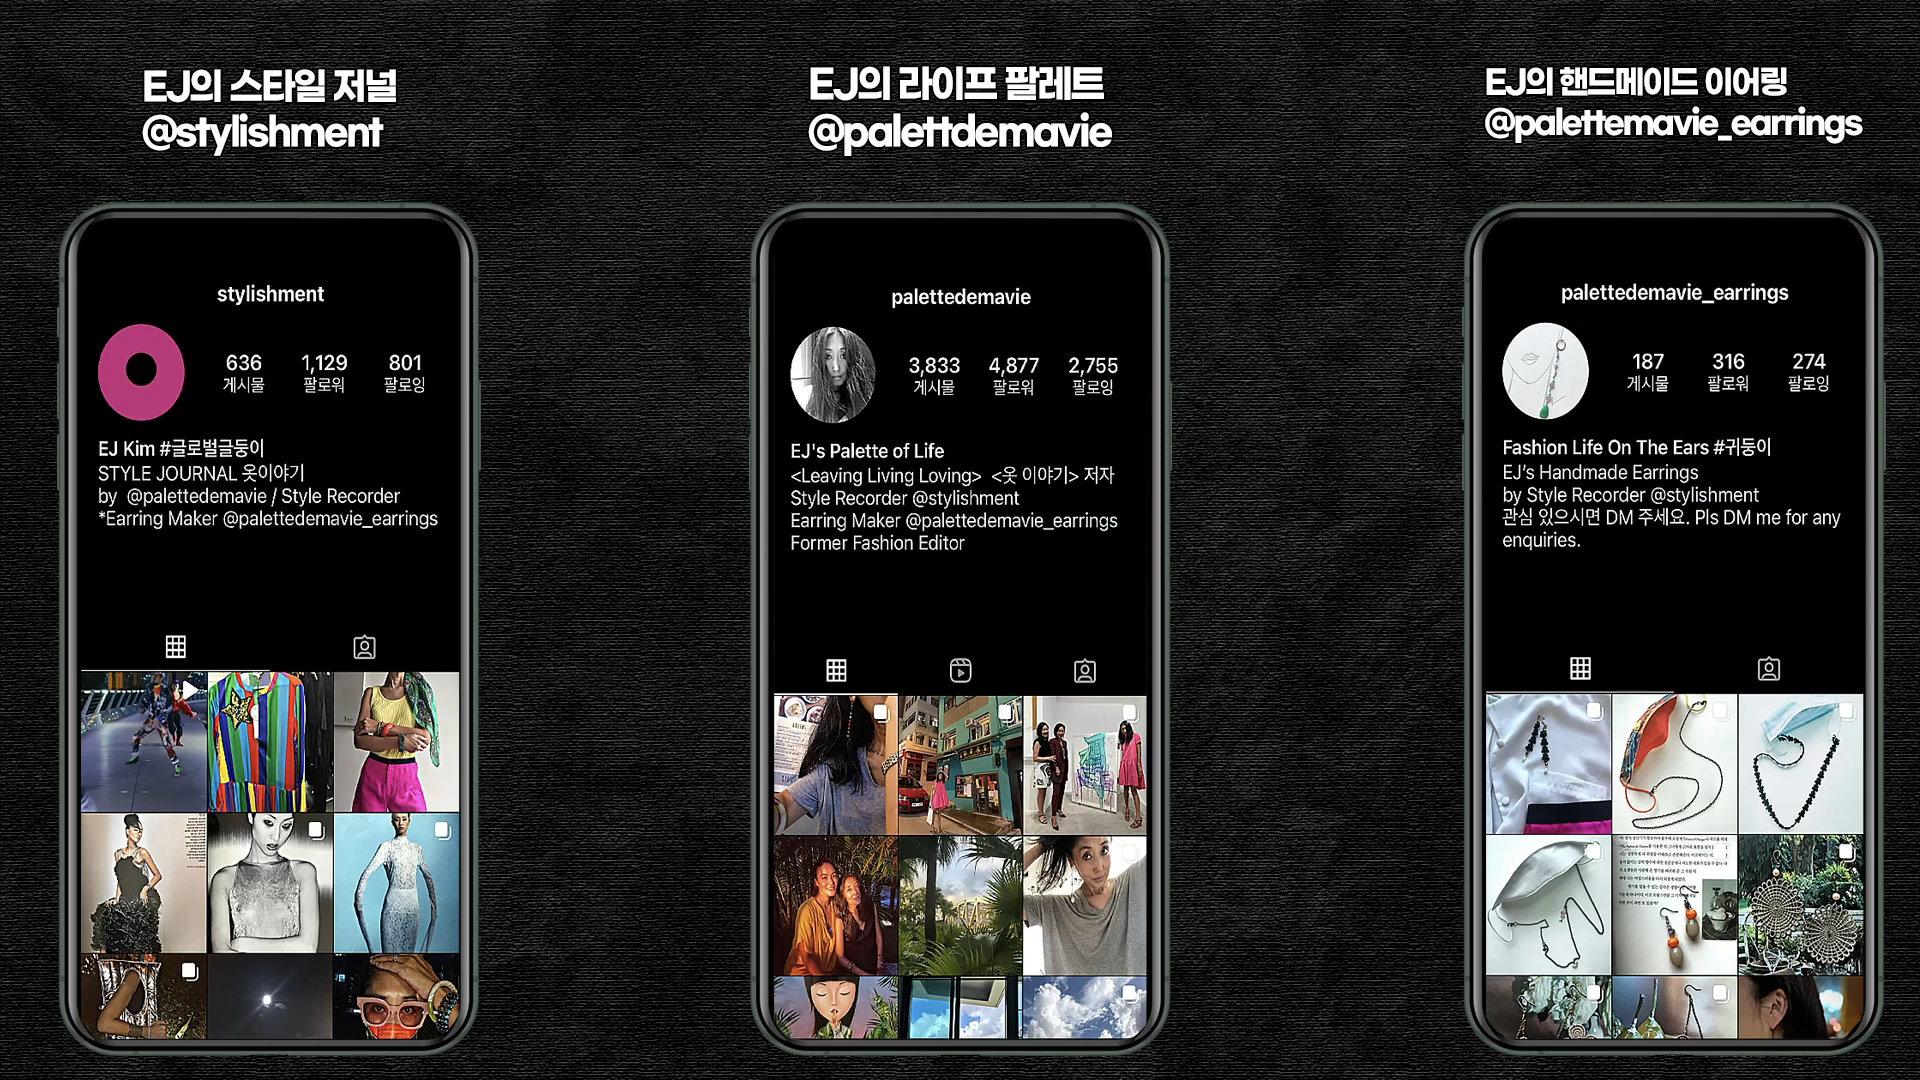 EJ의 스타일 저널
@stylishment
stylishment
636 1,129 801
게시물 팔로워 팔로잉
EJ Kim #글로벌글둥이
STYLE JOURNAL 옷이야기
by @palettedemavie / Style Recorder
*Earring Maker @palettedemavie_earrings
EJ의 라이프 팔레트
@palettdemavie
palettedemavie
3,833 4,877 2,755
게시물 팔로워 팔로잉
EJ's Palette of Life
<Leaving Living Loving> <옷 이야기> 저자
Style Recorder @stylishment
Earring Maker @palettedemavie_earrings
Former Fashion Editor
EJ의 핸드메이드 이어링
@palettemavie_earrings
palettedemavie_earrings
187 316 274
게시물 팔로워 팔로잉
Fashion Life On The Ears #귀둥이
EJ's Handmade Earrings
by Style Recorder @stylishment
관심 있으시면 DM 주세요. Pls DM me for any
enquiries.